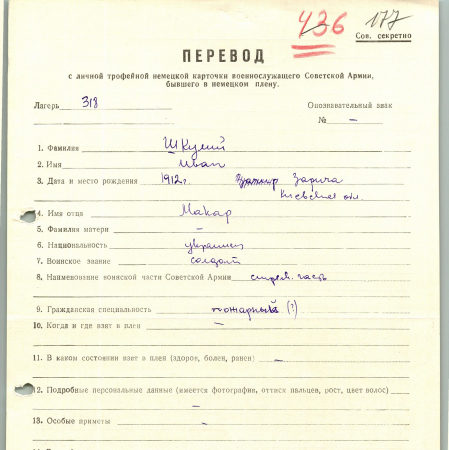 436 177
Сов. секретно
ПЕРЕВОД
с личной трофейной немецкой карточки военнослужащего Советской Армии,
бывшего в немецком плену.
Лагерь 318 Опознавательный знак
№ —
1. Фамилия Шкумий
2. Имя Иван
3. Дата и место рождения 1912 г.
Киевская обл.
4. Имя отца Макар
5. Фамилия матери —
6. Национальность украинец
7. Воинское звание солдат
8. Наименование воинской части Советской Армии стрел. часть
9. Гражданская специальность пожарный (?)
10. Когда и где взят в плен —
11. В каком состоянии взят в плен (здоров, болен, ранен) —
12. Подробные персональные данные (имеется фотография, оттиск пальцев, рост, цвет волос)
—
13. Особые приметы —